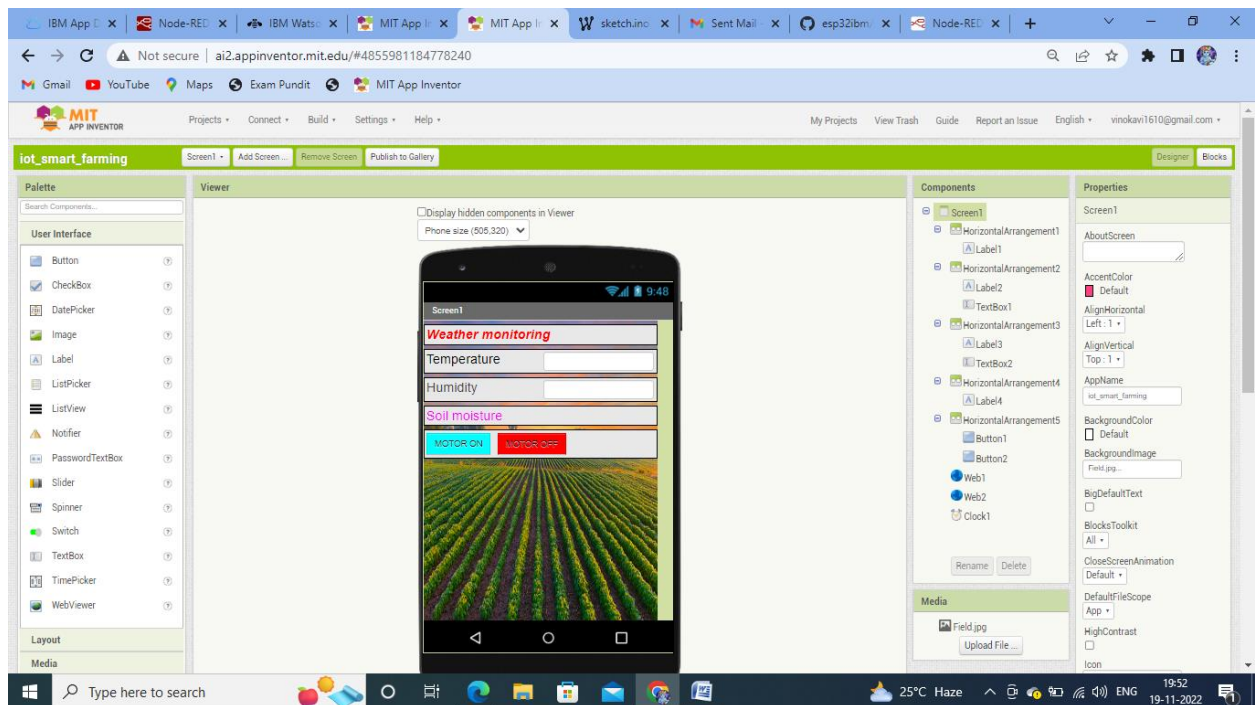 IBM App D
Node-RED
IBM Watso
MIT App In
MIT App In
sketch.ino
Sent Mail -
esp32ibm/
Node-RED
Not secure | ai2.appinventor.mit.edu/#4855981184778240
Gmail
YouTube
Maps
Exam Pundit
MIT App Inventor
MIT
APP INVENTOR
Projects
Connect
Build
Settings
Help
My Projects
View Trash
Guide
Report an Issue
English
vinokavi1610@gmail.com
iot_smart_farming
Screen1
Add Screen ...
Remove Screen
Publish to Gallery
Designer
Blocks
Palette
Search Components...
User Interface
Button
CheckBox
DatePicker
Image
Label
ListPicker
ListView
Notifier
PasswordTextBox
Slider
Spinner
Switch
TextBox
TimePicker
WebViewer
Layout
Media
Viewer
Display hidden components in Viewer
Phone size (505,320)
9:48
Screen1
Weather monitoring
Temperature
Humidity
Soil moisture
MOTOR ON
MOTOR OFF
Components
Screen1
HorizontalArrangement1
Label1
HorizontalArrangement2
Label2
TextBox1
HorizontalArrangement3
Label3
TextBox2
HorizontalArrangement4
Label4
HorizontalArrangement5
Button1
Button2
Web1
Web2
Clock1
Rename
Delete
Media
Field.jpg
Upload File ...
Properties
Screen1
AboutScreen
AccentColor
Default
AlignHorizontal
Left : 1
AlignVertical
Top : 1
AppName
iot_smart_farming
BackgroundColor
Default
BackgroundImage
Field.jpg...
BigDefaultText
BlocksToolkit
All
CloseScreenAnimation
Default
DefaultFileScope
App
HighContrast
Icon
Type here to search
25°C Haze
ENG
19:52
19-11-2022
1